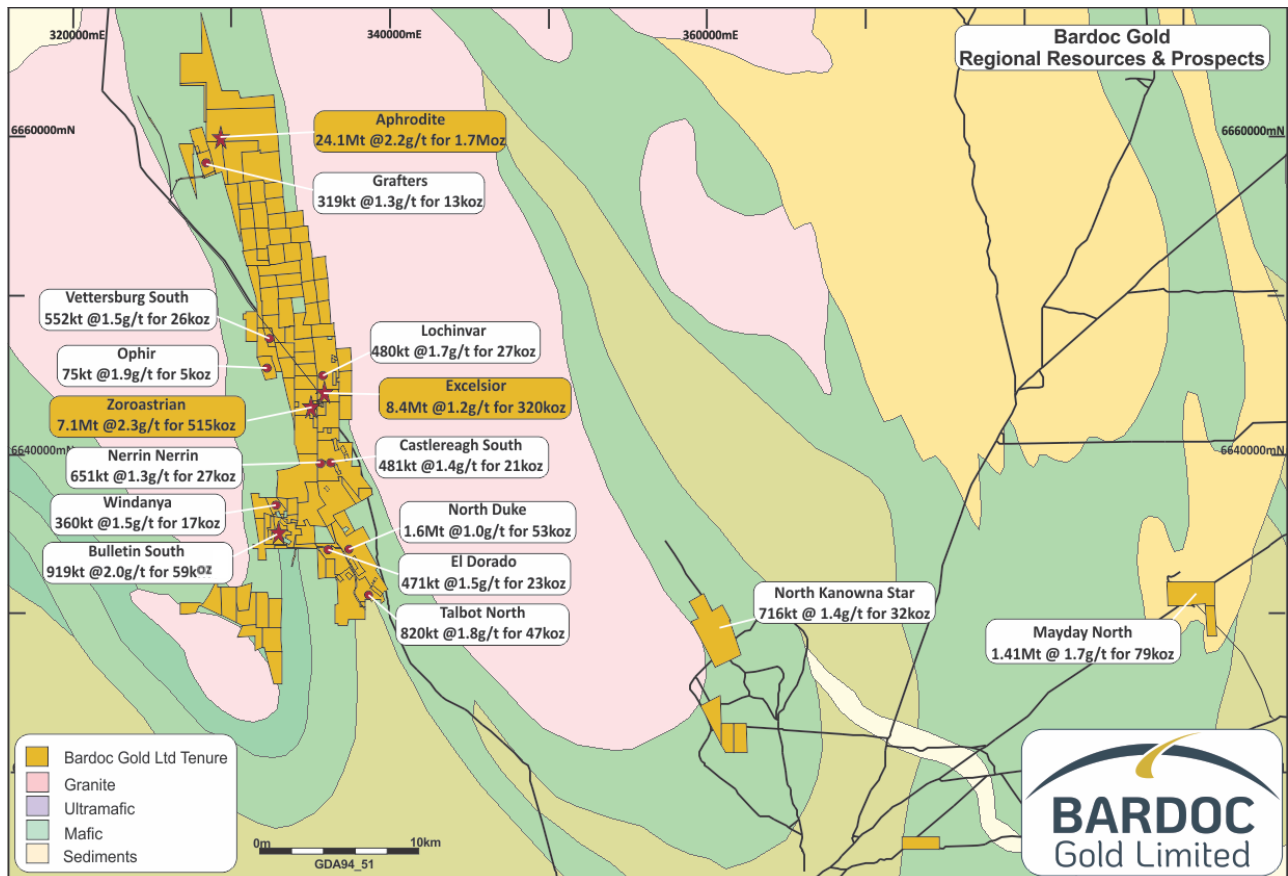 320000mE
340000mE
360000mE
Bardoc Gold
Regional Resources & Prospects
6660000mN
6660000mN
Aphrodite
24.1Mt @2.2g/t for 1.7Moz
Grafters
319kt @1.3g/t for 13koz
Vettersburg South
552kt @1.5g/t for 26koz
Lochinvar
480kt @1.7g/t for 27koz
Ophir
75kt @1.9g/t for 5koz
Excelsior
8.4Mt @1.2g/t for 320koz
Zoroastrian
7.1Mt @2.3g/t for 515koz
6640000mN
6640000mN
Nerrin Nerrin
651kt @1.3g/t for 27koz
Castlereagh South
481kt @1.4g/t for 21koz
Windanya
360kt @1.5g/t for 17koz
North Duke
1.6Mt @1.0g/t for 53koz
Bulletin South
919kt @2.0g/t for 59koz
El Dorado
471kt @1.5g/t for 23koz
Talbot North
820kt @1.8g/t for 47koz
North Kanowna Star
716kt @ 1.4g/t for 32koz
Mayday North
1.41Mt @ 1.7g/t for 79koz
Bardoc Gold Ltd Tenure
Granite
Ultramafic
Mafic
Sediments
0m
10km
GDA94_51
BARDOC
Gold Limited